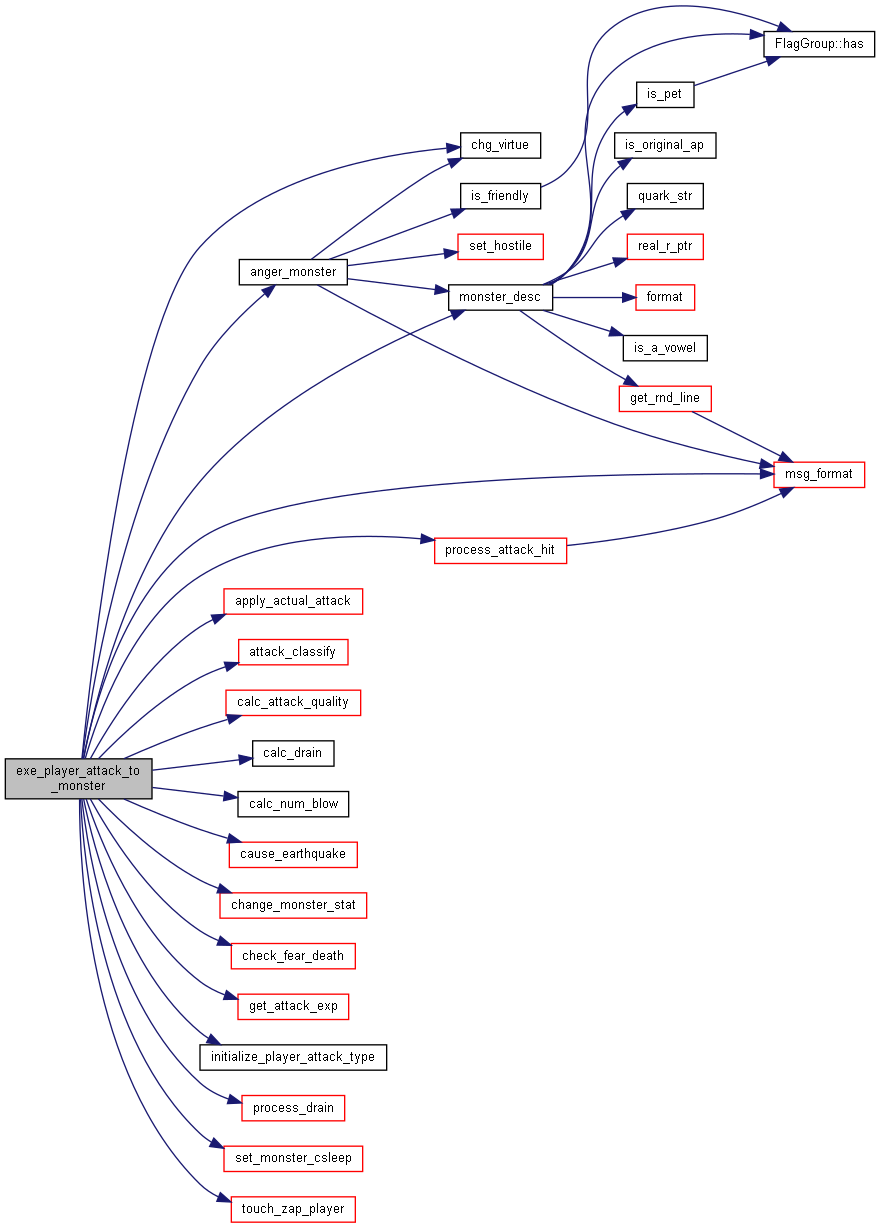 FlagGroup::has
is_pet
chg_virtue
is_original_ap
is_friendly
quark_str
set_hostile
real_r_ptr
anger_monster
monster_desc
format
is_a_vowel
get_rnd_line
msg_format
process_attack_hit
apply_actual_attack
attack_classify
calc_attack_quality
calc_drain
exe_player_attack_to
_monster
calc_num_blow
cause_earthquake
change_monster_stat
check_fear_death
get_attack_exp
initialize_player_attack_type
process_drain
set_monster_csleep
touch_zap_player